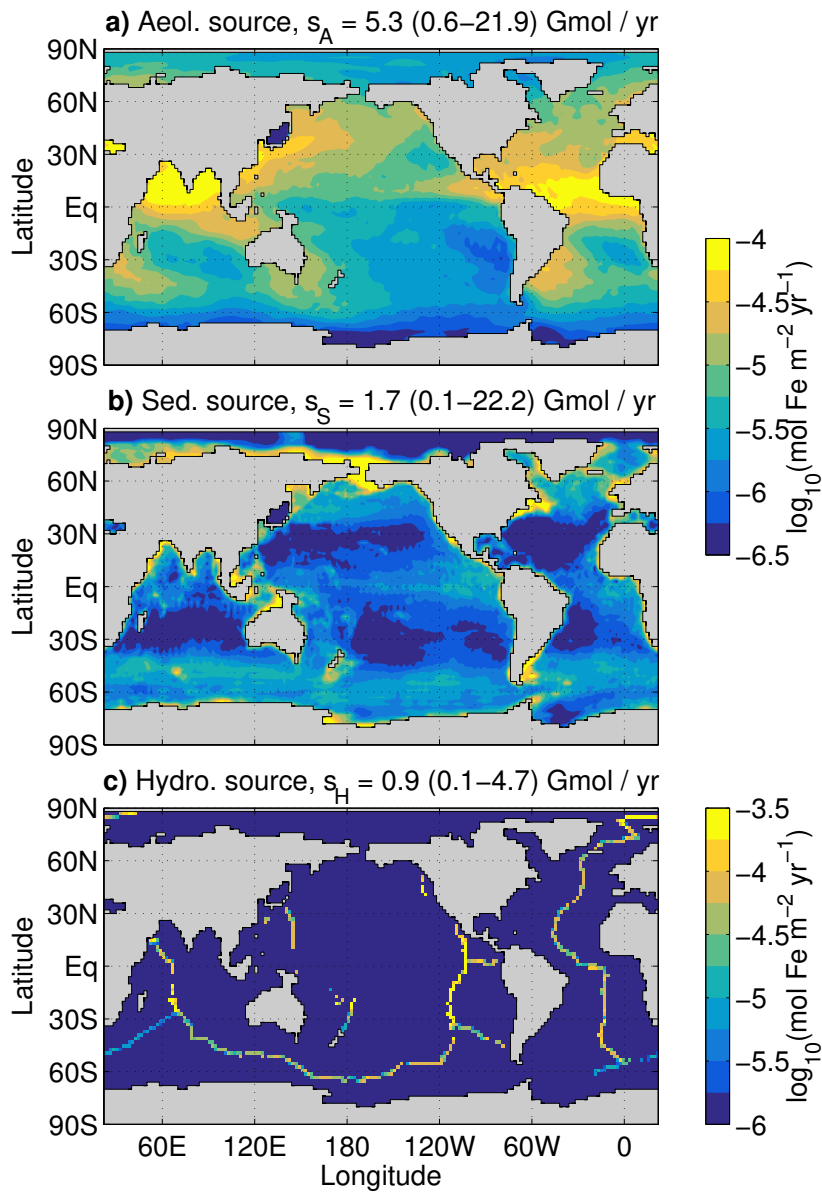 a) Aeol. source, s_A = 5.3 (0.6−21.9) Gmol / yr
90N
60N
30N
Eq
30S
60S
90S
Latitude
b) Sed. source, s_S = 1.7 (0.1−22.2) Gmol / yr
90N
60N
30N
Eq
30S
60S
90S
Latitude
−4
−4.5
−5
−5.5
−6
−6.5
log10(mol Fe m−2 yr−1)
c) Hydro. source, s_H = 0.9 (0.1−4.7) Gmol / yr
90N
60N
30N
Eq
30S
60S
90S
Latitude
60E 120E 180 120W 60W 0
Longitude
−3.5
−4
−4.5
−5
−5.5
−6
log10(mol Fe m−2 yr−1)